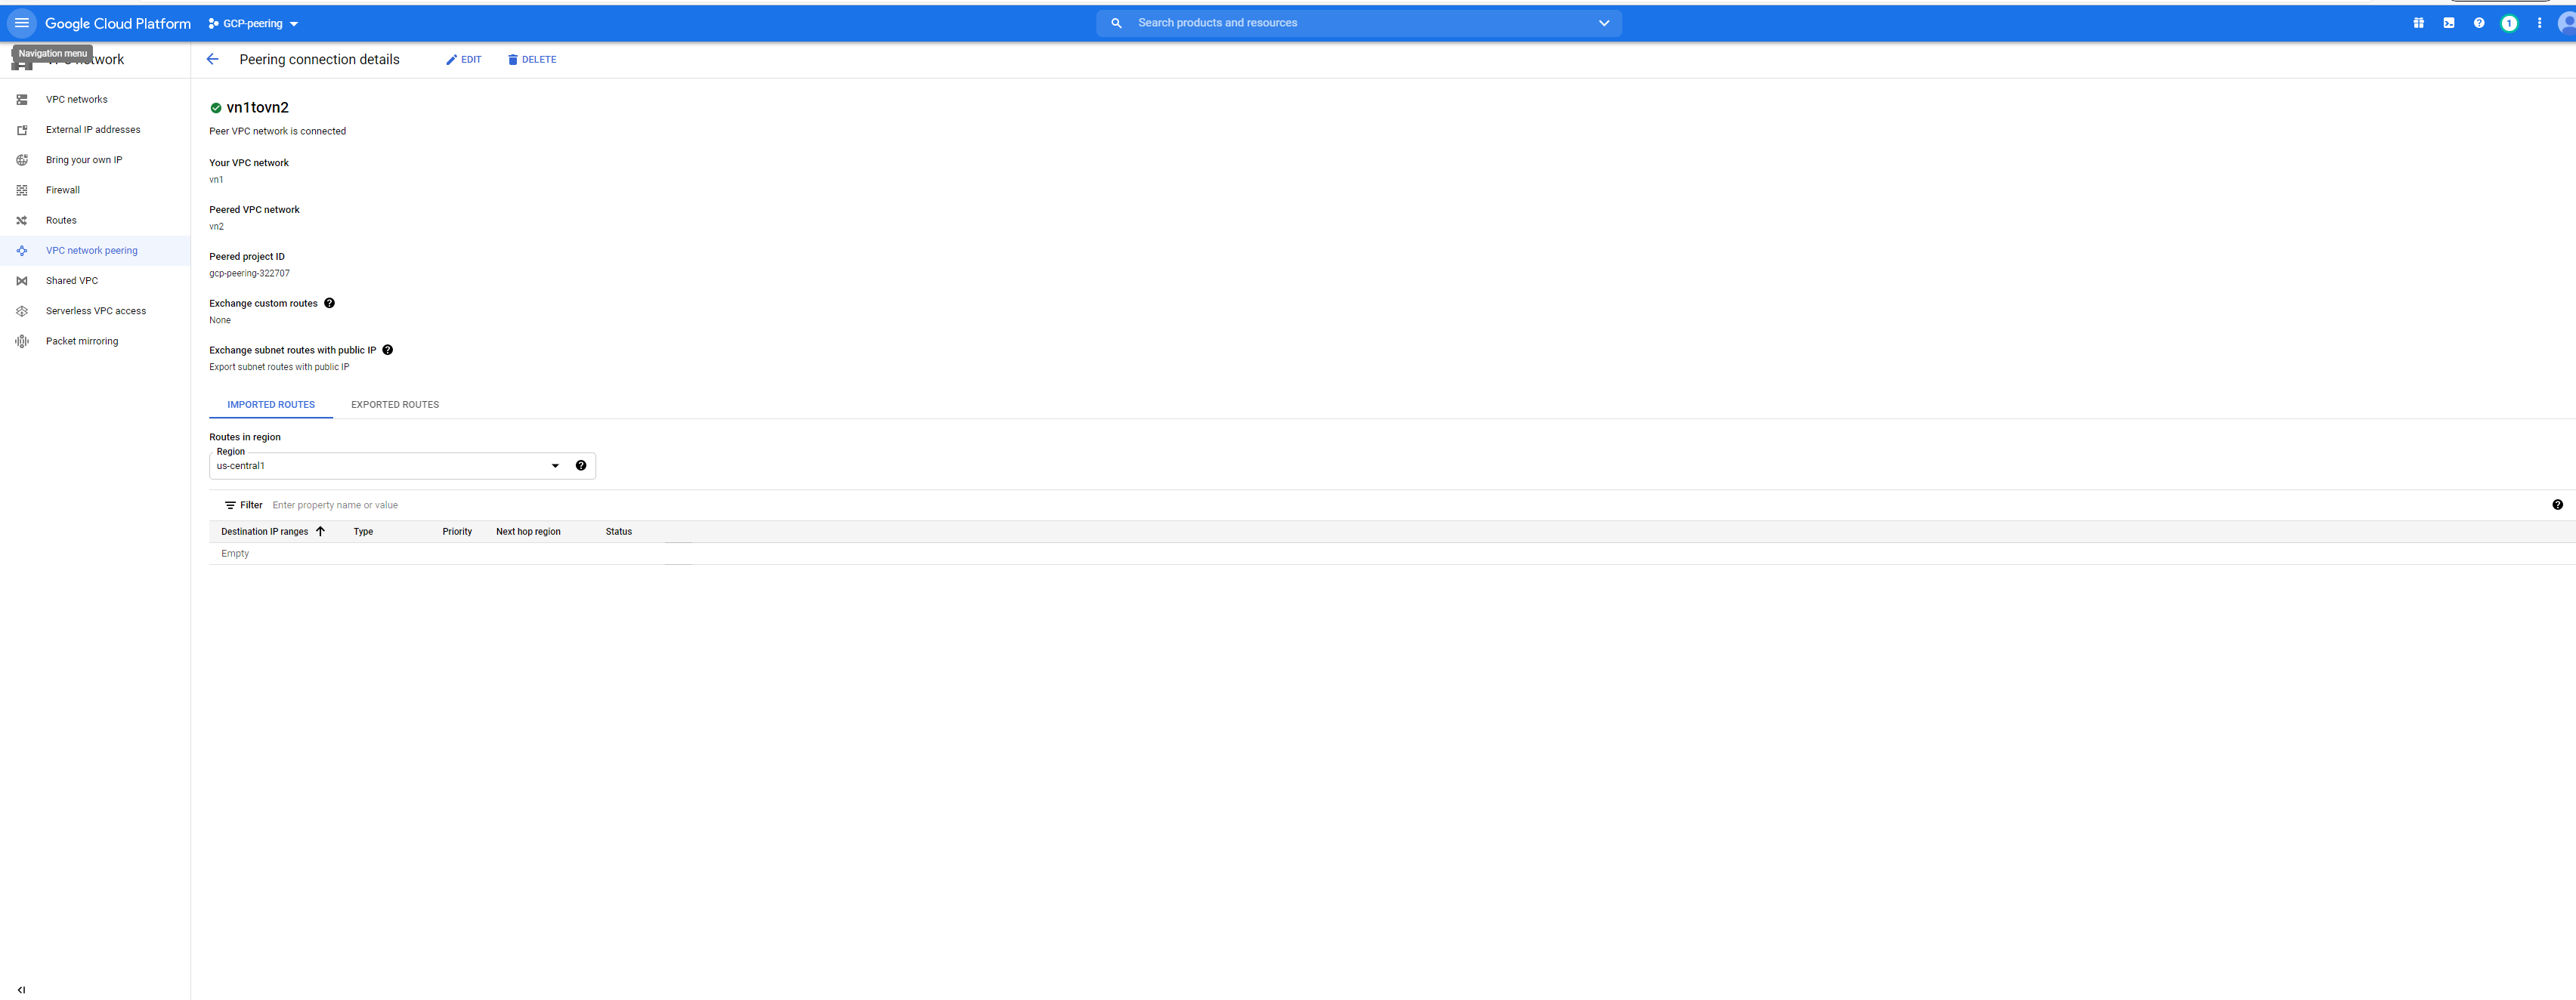 Google Cloud Platform
GCP-peering
Search products and resources
1
Navigation menu
VPC network
Peering connection details
EDIT
DELETE
VPC networks
External IP addresses
Bring your own IP
Firewall
Routes
VPC network peering
Shared VPC
Serverless VPC access
Packet mirroring
vn1tovn2
Peer VPC network is connected
Your VPC network
vn1
Peered VPC network
vn2
Peered project ID
gcp-peering-322707
Exchange custom routes
None
Exchange subnet routes with public IP
Export subnet routes with public IP
IMPORTED ROUTES
EXPORTED ROUTES
Routes in region
Region
us-central1
Filter Enter property name or value
Destination IP ranges Type Priority Next hop region Status
Empty